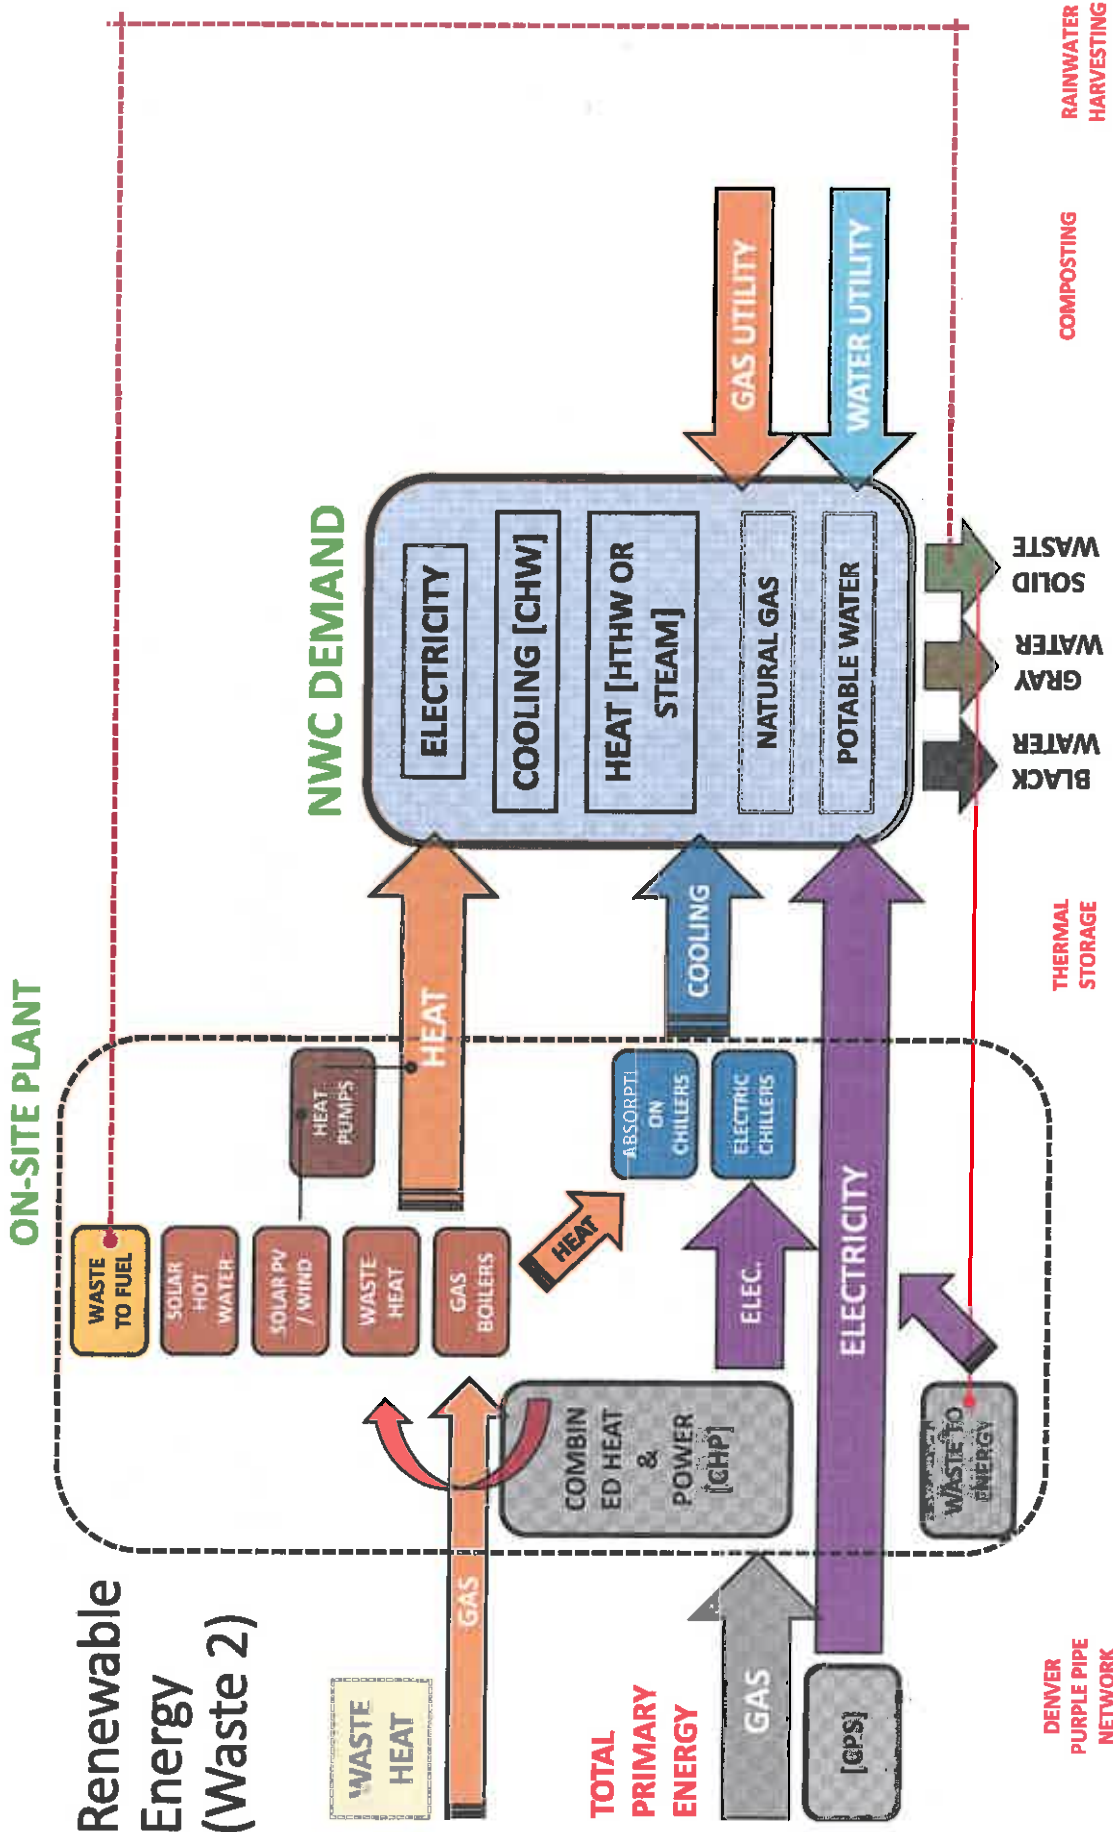 Renewable
Energy
(Waste 2)
ON-SITE PLANT
NWC DEMAND
WASTE
TO FUEL
SOLAR
HOT
WATER
SOLAR PV
/ WIND
WASTE
HEAT
GAS
BOILERS
HEAT
PUMPS
HEAT
WASTE
HEAT
GAS
HEAT
ABSORPTI
ON
CHILLERS
ELECTRIC
CHILLERS
COOLING
COMBIN
ED HEAT
&
POWER
[CHP]
ELEC.
TOTAL
PRIMARY
ENERGY
GAS
ELECTRICITY
WASTE TO
ENERGY
ELECTRICITY
COOLING [CHW]
HEAT [HTHW OR
STEAM]
NATURAL GAS
POTABLE WATER
GAS UTILITY
WATER UTILITY
BLACK
WATER
GRAY
WATER
SOLID
WASTE
DENVER
PURPLE PIPE
NETWORK
THERMAL
STORAGE
COMPOSTING
RAINWATER
HARVESTING